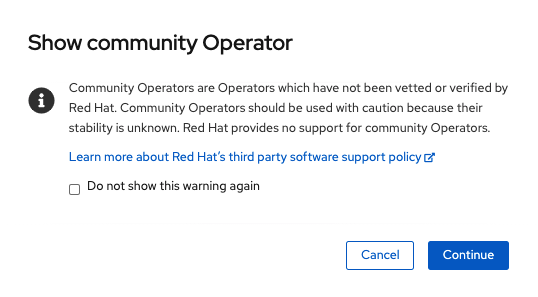 Show community Operator
Community Operators are Operators which have not been vetted or verified by
Red Hat. Community Operators should be used with caution because their
stability is unknown. Red Hat provides no support for community Operators.
Learn more about Red Hat's third party software support policy
Do not show this warning again
Cancel Continue